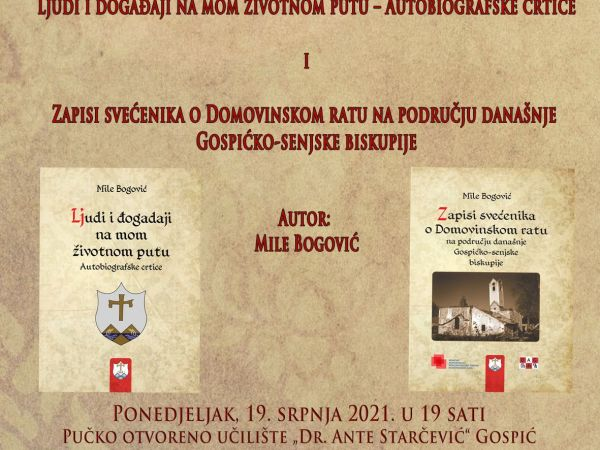 LJUDI I DOGAĐAJI NA MOM ŽIVOTNOM PUTU – AUTOBIOGRAFSKE CRTICE
I
ZAPISI SVEĆENIKA O DOMOVINSKOM RATU NA PODRUČJU DANAŠNJE
GOSPIĆKO-SENJSKE BISKUPIJE
Mile Bogović
Ljudi i događaji
na mom
životnom putu
Autobiografske crtice
AUTOR:
MILE BOGOVIĆ
Mile Bogović
Zapisi svećenika
o Domovinskom ratu
na području današnje
Gospićko-senjske
biskupije
PONEDJELJAK, 19. SRPNJA 2021. U 19 SATI
PUČKO OTVORENO UČILIŠTE „DR. ANTE STARČEVIĆ“ GOSPIĆ